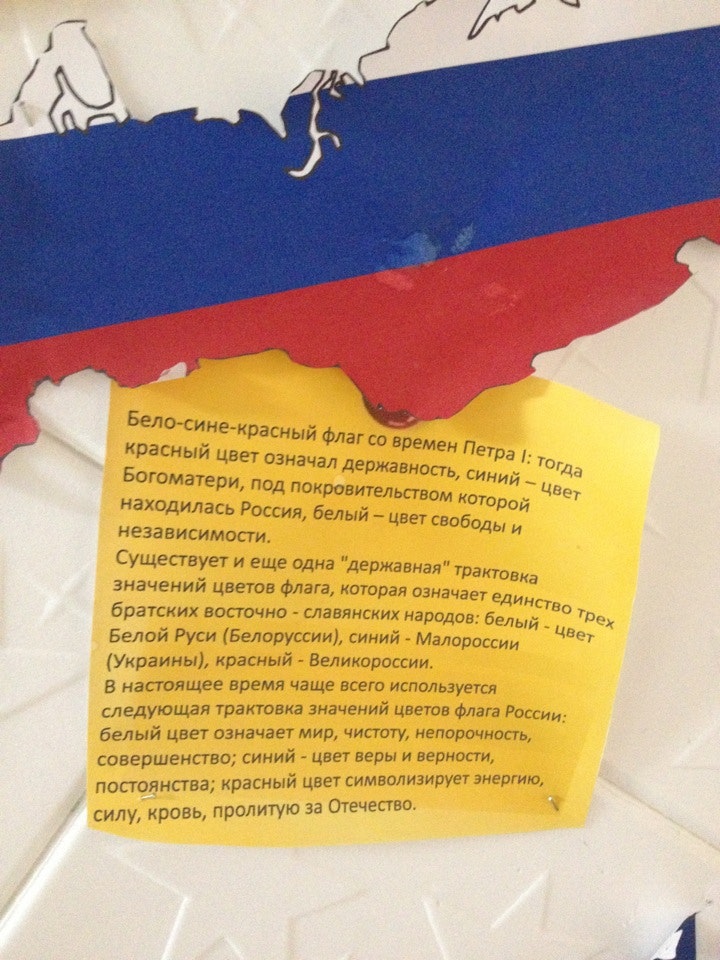 Бело-сине-красный флаг со времен Петра I: тогда
красный цвет означал державность, синий – цвет
Богоматери, под покровительством которой
находилась Россия, белый – цвет свободы и
независимости.
Существует и еще одна "державная" трактовка
значений цветов флага, которая означает единство трех
братских восточно - славянских народов: белый - цвет
Белой Руси (Белоруссии), синий - Малороссии
(Украины), красный - Великороссии.
В настоящее время чаще всего используется
следующая трактовка значений цветов флага России:
белый цвет означает мир, чистоту, непорочность,
совершенство; синий - цвет веры и верности,
постоянства; красный цвет символизирует энергию,
силу, кровь, пролитую за Отечество.